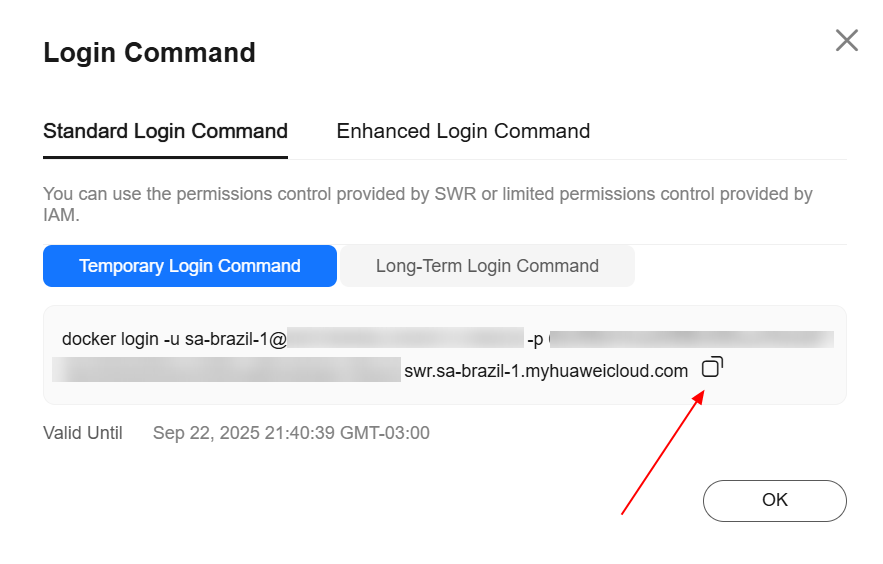 Login Command
Standard Login Command
Enhanced Login Command
You can use the permissions control provided by SWR or limited permissions control provided by
IAM.
Temporary Login Command
Long-Term Login Command
docker login -u sa-brazil-1@ -p
swr.sa-brazil-1.myhuaweicloud.com
Valid Until Sep 22, 2025 21:40:39 GMT-03:00
OK